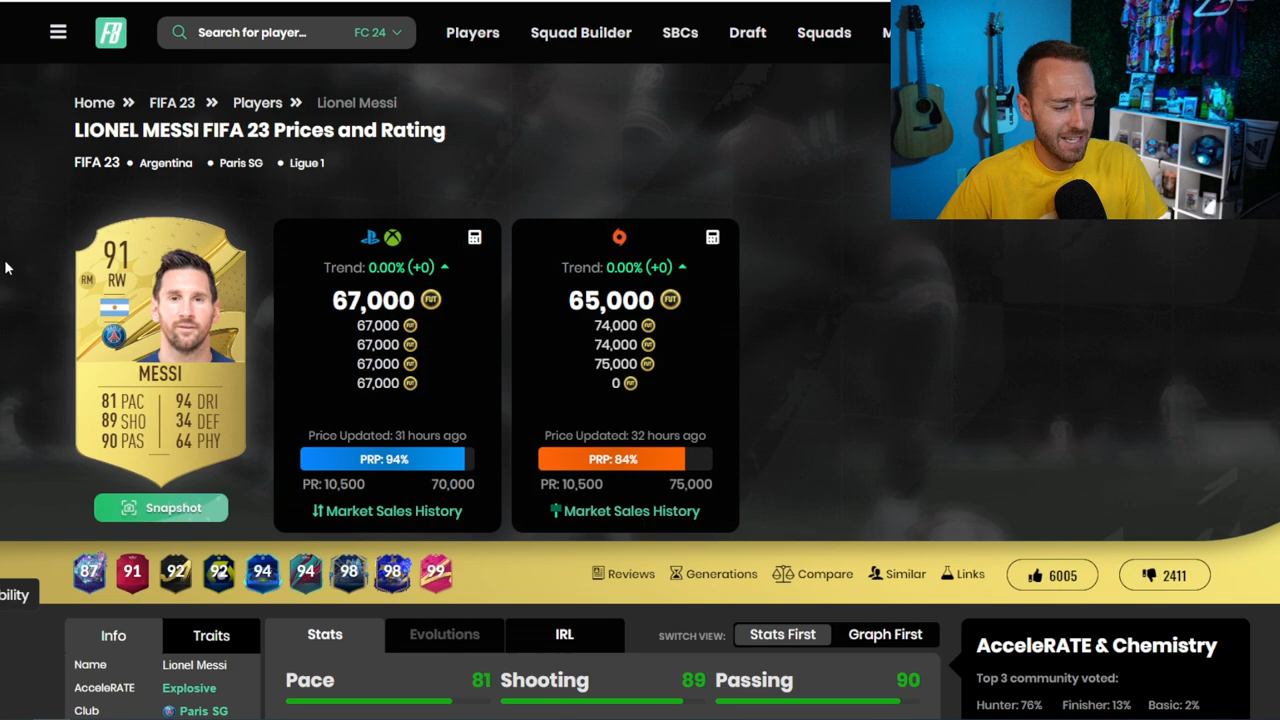 FB
Search for player...
FC 24
Players
Squad Builder
SBCs
Draft
Squads
M
Home » FIFA 23 » Players » Lionel Messi
LIONEL MESSI FIFA 23 Prices and Rating
FIFA 23 • Argentina • Paris SG • Ligue 1
91
RW
RM
MESSI
81 PAC 94 DRI
89 SHO 34 DEF
90 PAS 64 PHY
Snapshot
Trend: 0.00% (+0)
67,000 FUT
67,000
67,000
67,000
67,000
Price Updated: 31 hours ago
PRP: 94%
PR: 10,500 70,000
Market Sales History
Trend: 0.00% (+0)
65,000 FUT
74,000
74,000
75,000
0
Price Updated: 32 hours ago
PRP: 84%
PR: 10,500 75,000
Market Sales History
87 91 92 92 94 94 98 98 99
Reviews Generations Compare Similar Links 6005 2411
bility
Info Traits
Name Lionel Messi
AcceleRATE Explosive
Club Paris SG
Stats Evolutions IRL
SWITCH VIEW: Stats First Graph First
Pace 81 Shooting 89 Passing 90
AcceleRATE & Chemistry
Top 3 community voted:
Hunter: 76% Finisher: 13% Basic: 2%